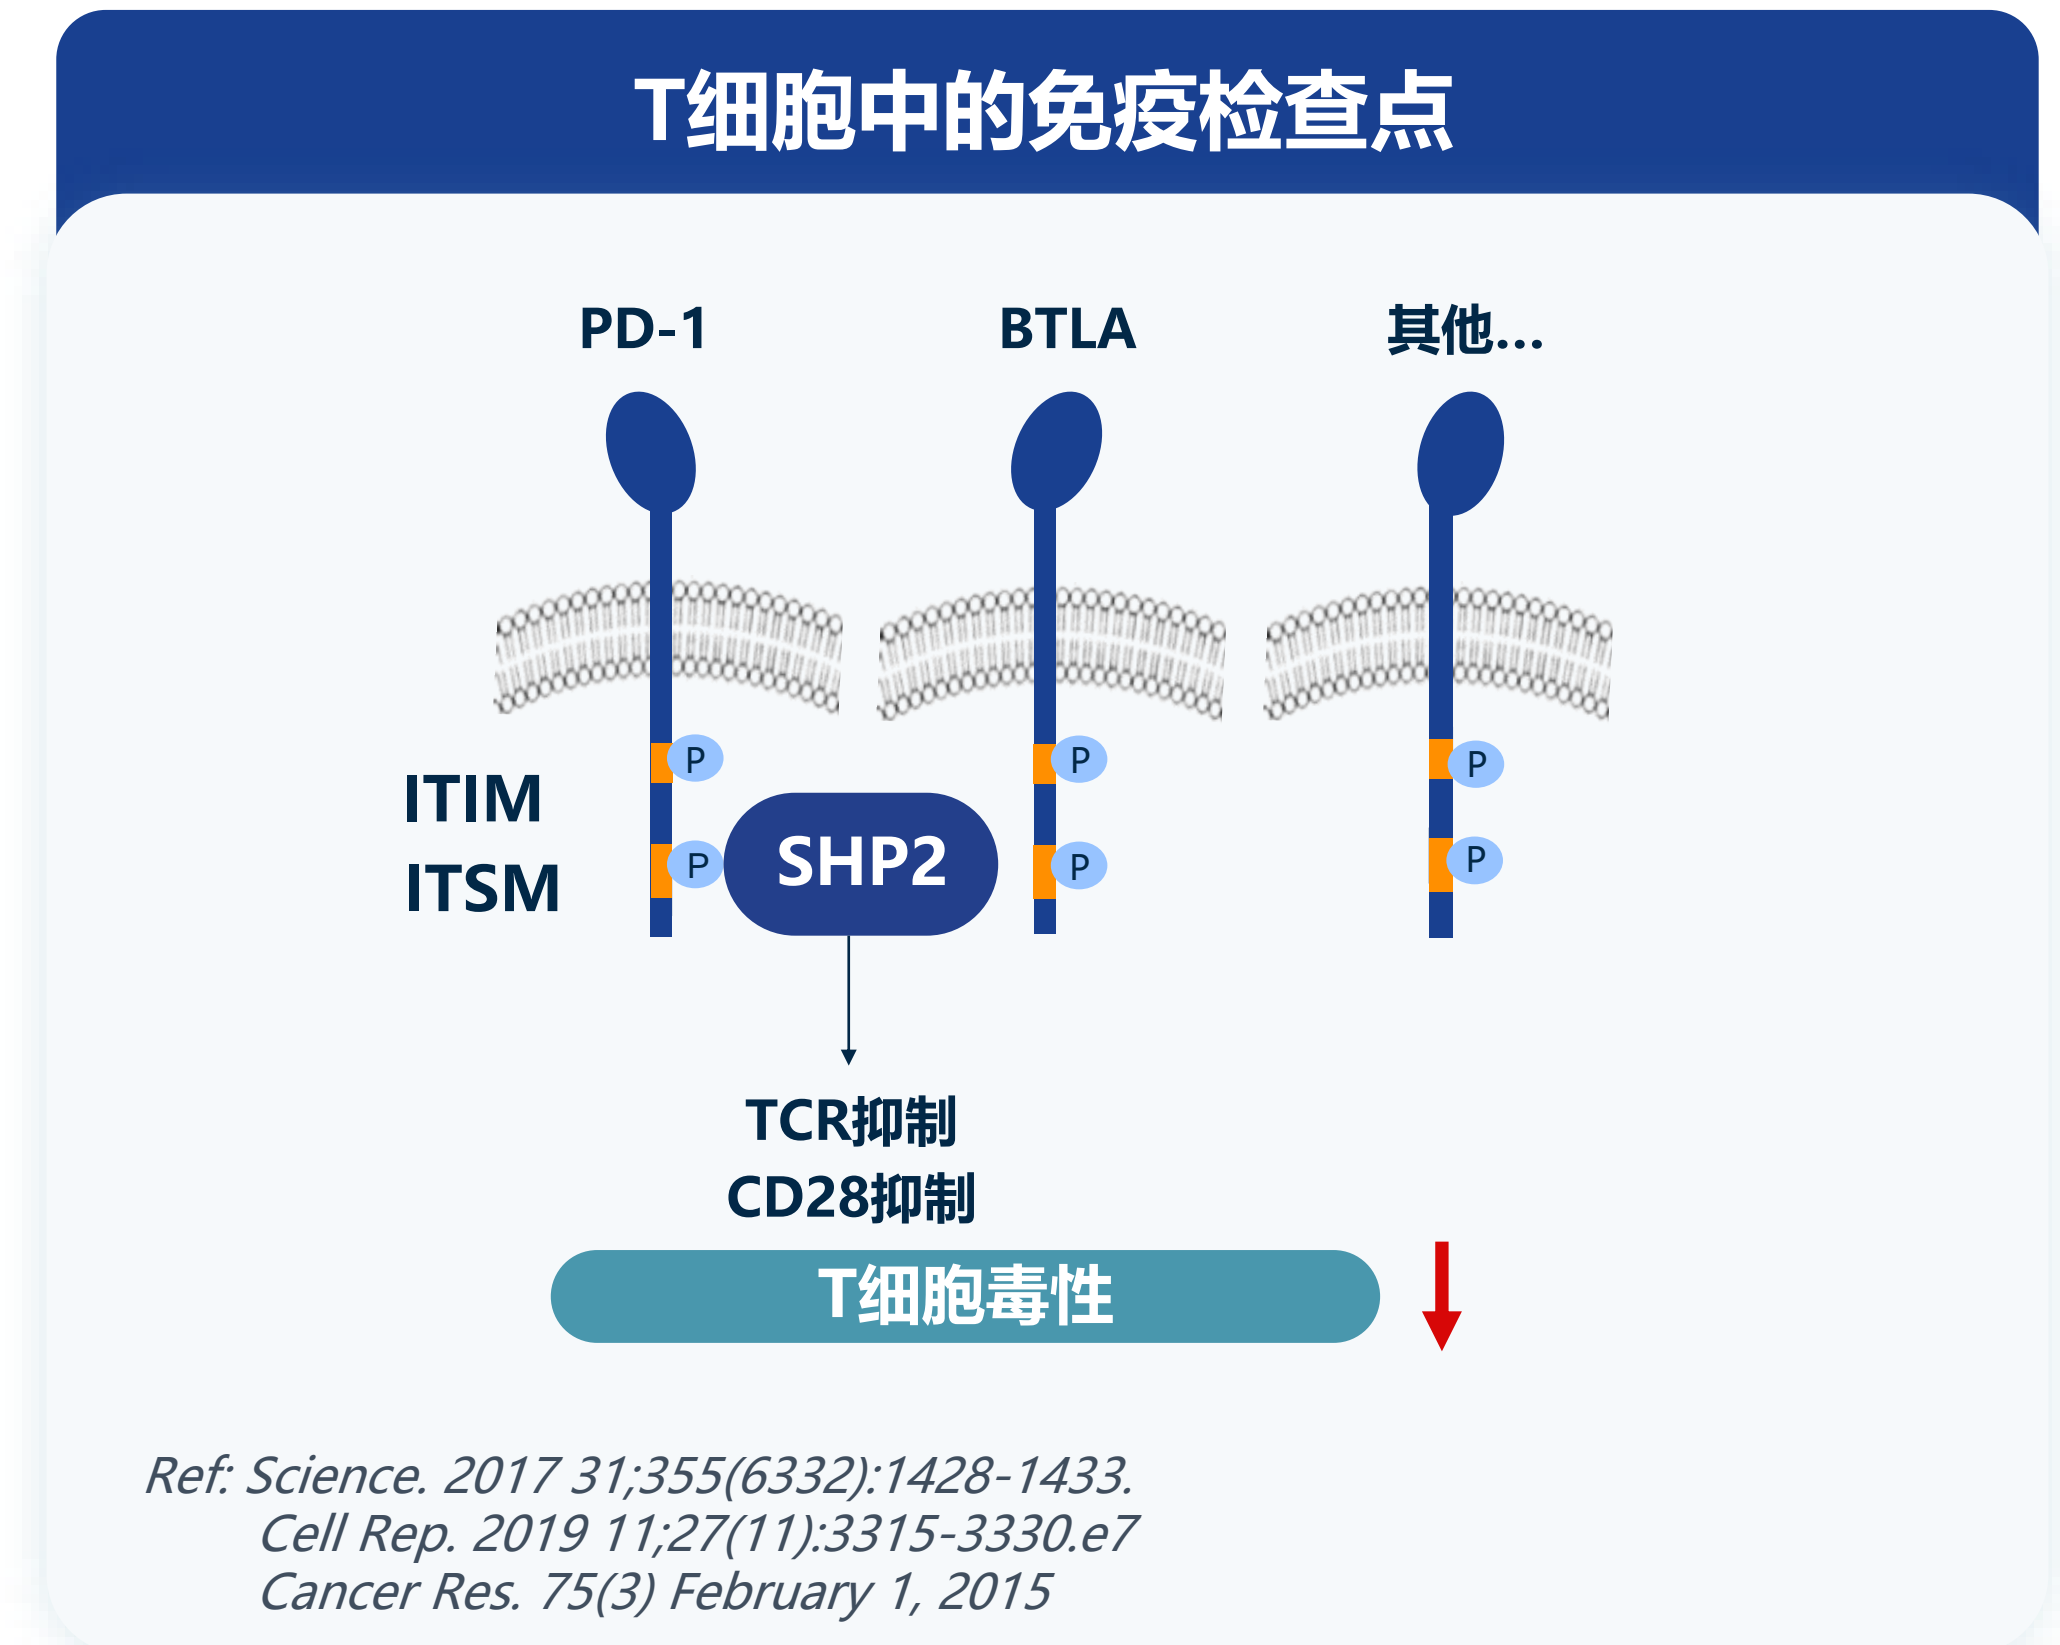 T细胞中的免疫检查点
PD-1
BTLA
其他...
P
P
P
ITIM
ITSM
P
SHP2
P
P
TCR抑制
CD28抑制
T细胞毒性
Ref: Science. 2017 31;355(6332):1428-1433.
Cell Rep. 2019 11;27(11):3315-3330.e7
Cancer Res. 75(3) February 1, 2015